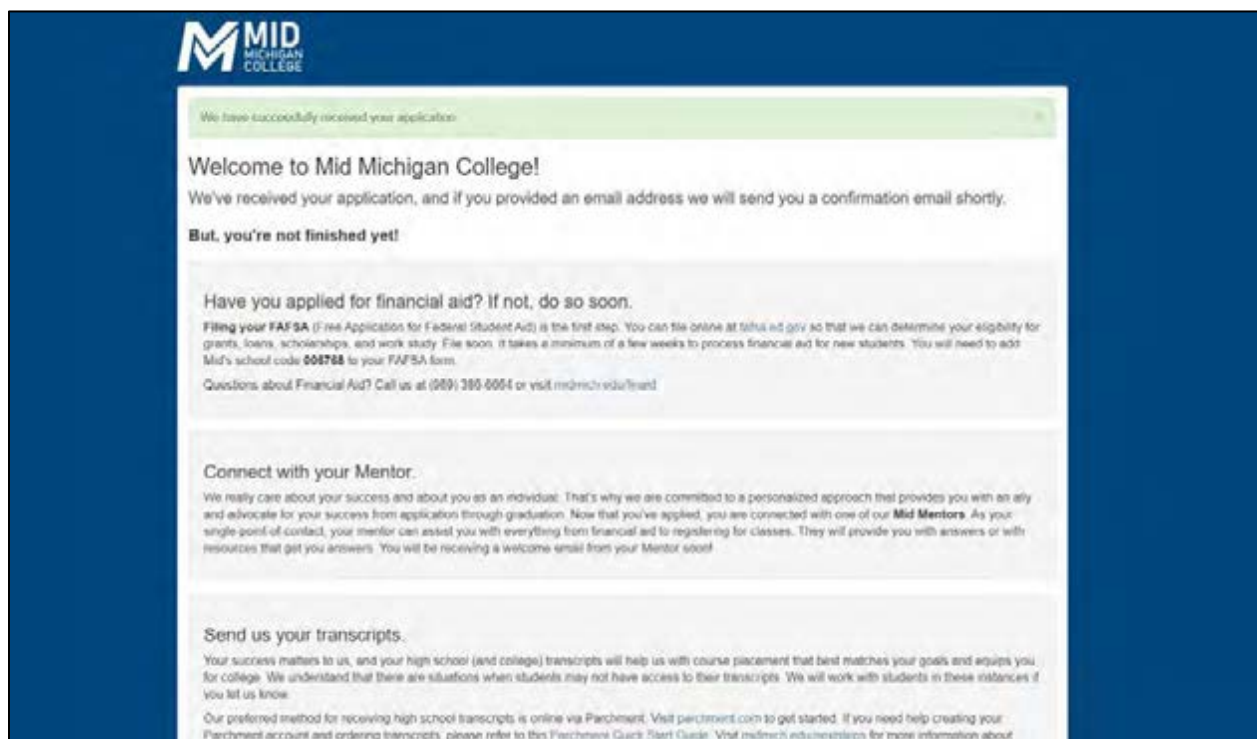 MID
MICHIGAN
COLLEGE
We have successfully received your application
Welcome to Mid Michigan College!
We've received your application, and if you provided an email address we will send you a confirmation email shortly.
But, you're not finished yet!
Have you applied for financial aid? If not, do so soon.
Filing your FAFSA (Free Application for Federal Student Aid) is the first step. You can file online at fafsa.ed.gov so that we can determine your eligibility for
grants, loans, scholarships, and work study. File soon, it takes a minimum of a few weeks to process financial aid for new students. You will need to add
Mid's school code 006768 to your FAFSA form.
Questions about Financial Aid? Call us at (989) or visit midmich.edu/finaid
Connect with your Mentor.
We really care about your success and about you as an individual. That's why we are committed to a personalized approach that provides you with an ally
and advocate for your success from application through graduation. Now that you've applied, you are connected with one of our Mid Mentors. As your
single point of contact, your mentor can assist you with everything from financial aid to registering for classes. They will provide you with answers or with
resources that get you answers. You will be receiving a welcome email from your Mentor soon!
Send us your transcripts.
Your success matters to us, and your high school (and college) transcripts will help us with course placement that best matches your goals and equips you
for college. We understand that there are situations when students may not have access to their transcripts. We will work with students in these instances if
you let us know.
Our preferred method for receiving high school transcripts is online via Parchment. Visit parchment.com to get started. If you need help creating your
Parchment account and ordering transcripts, please refer to this Parchment Quick Start Guide. Visit midmich.edu/nextsteps for more information about